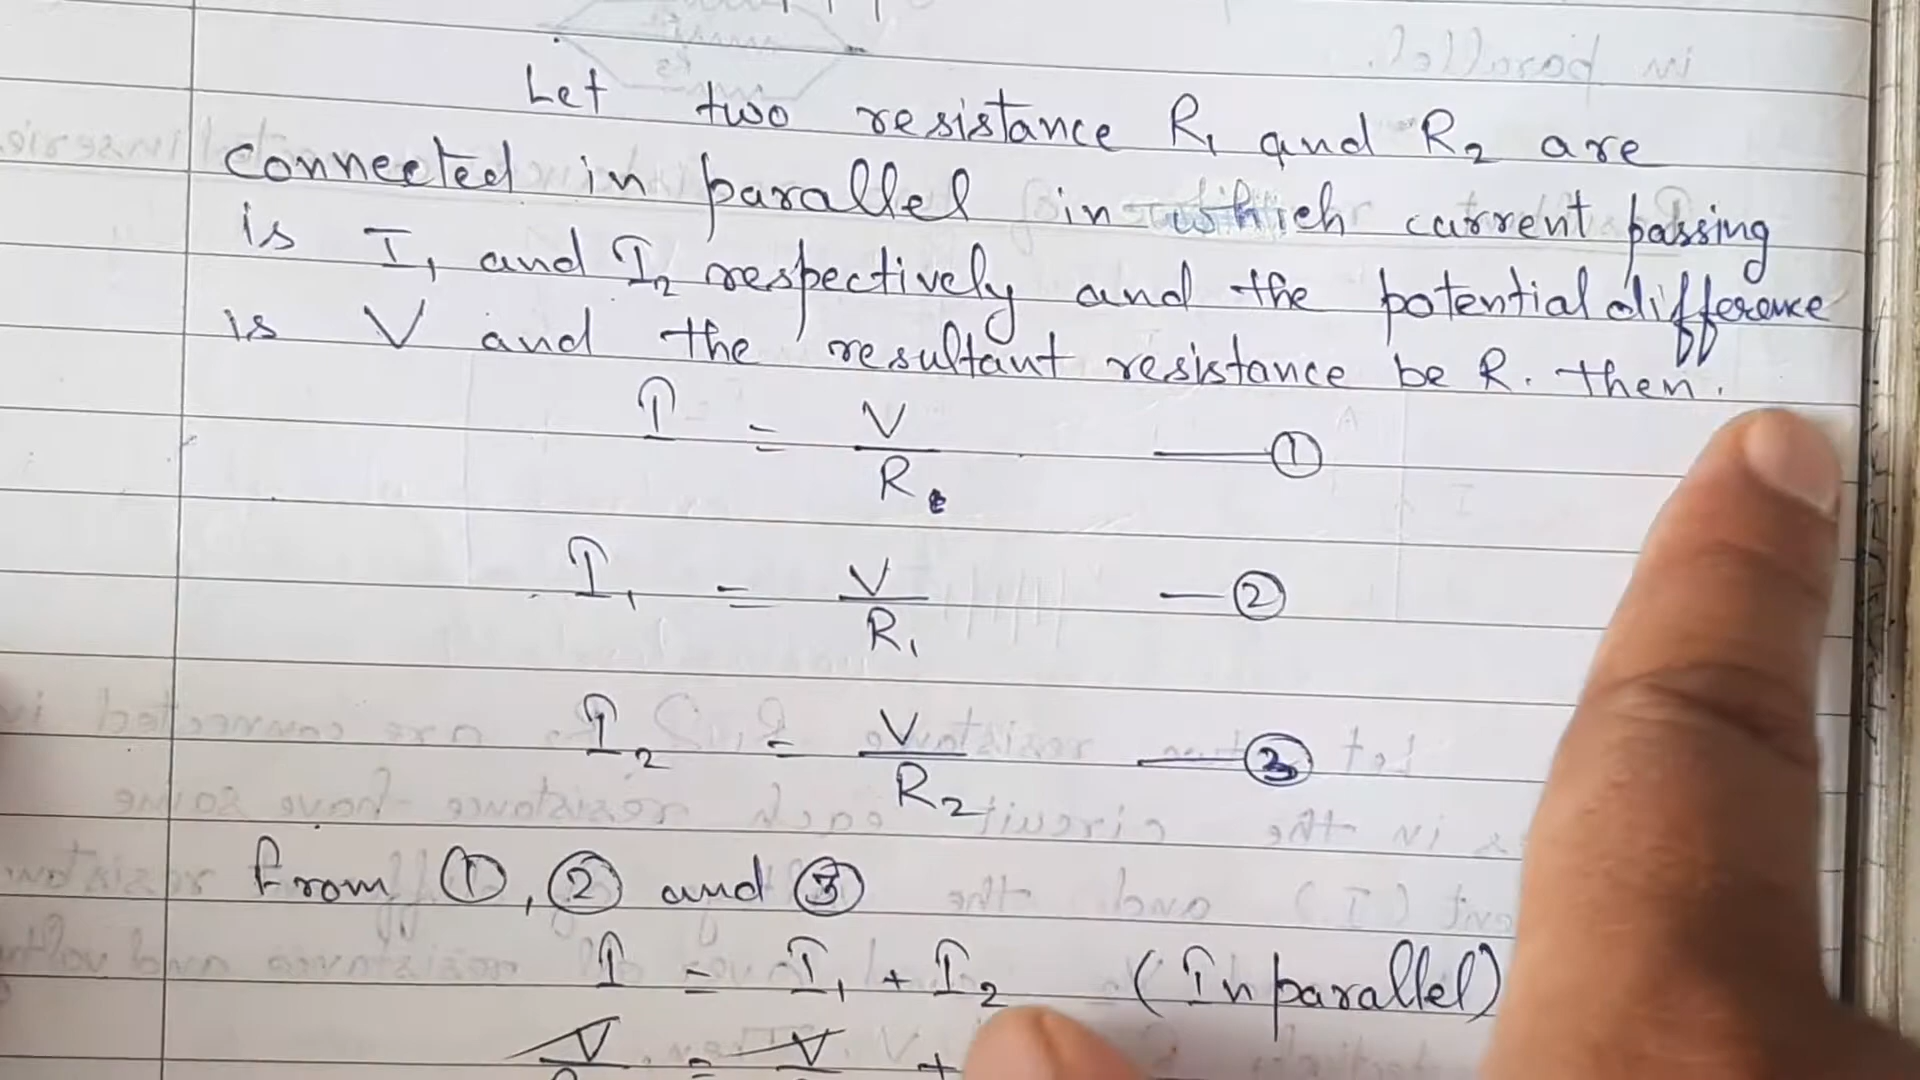 Let two resistance R₁ and R₂ are
connected in parallel in which current passing
is I₁ and I₂ respectively and the potential difference
is V and the resultant resistance be R. then.
I = V/R ——①
I₁ = V/R₁ —②
I₂ = V/R₂ ——③
from ①, ② and ③
I = I₁ + I₂ (In parallel)
V = V +